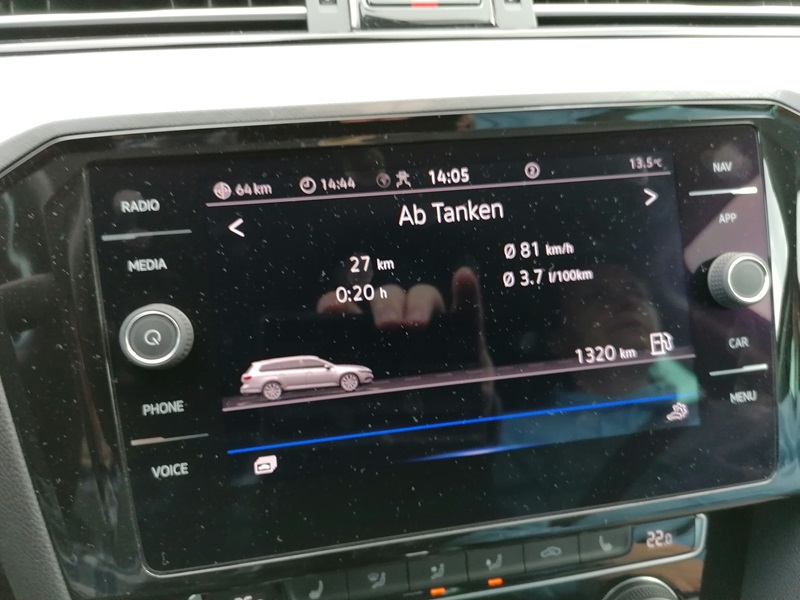 RADIO
MEDIA
PHONE
VOICE
64 km
14:44
14:05
13.5°C
Ab Tanken
27 km
0:20 h
Ø 81 km/h
Ø 3.7 l/100km
1320 km
NAV
APP
CAR
MENU
22.0